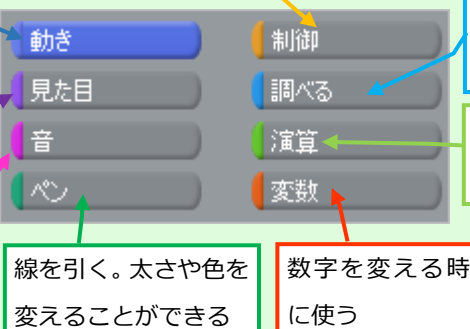 動き
制御
見た目
調べる
音
演算
ペン
変数
線を引く。太さや色を
変えることができる
数字を変える時
に使う